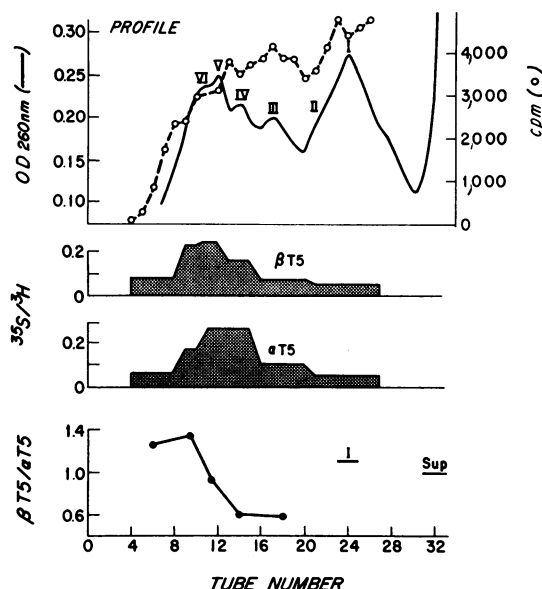 PROFILE
OD 260nm (—)
0.30
0.25
0.20
0.15
0.10
cpm (o)
4,000
3,000
2,000
1,000
0
VI
V
IV
III
II
I
35S/3H
0.2
0
βT5
0.2
0
αT5
βT5/αT5
1.4
1.0
0.6
I
Sup
0 4 8 12 16 20 24 28 32
TUBE NUMBER